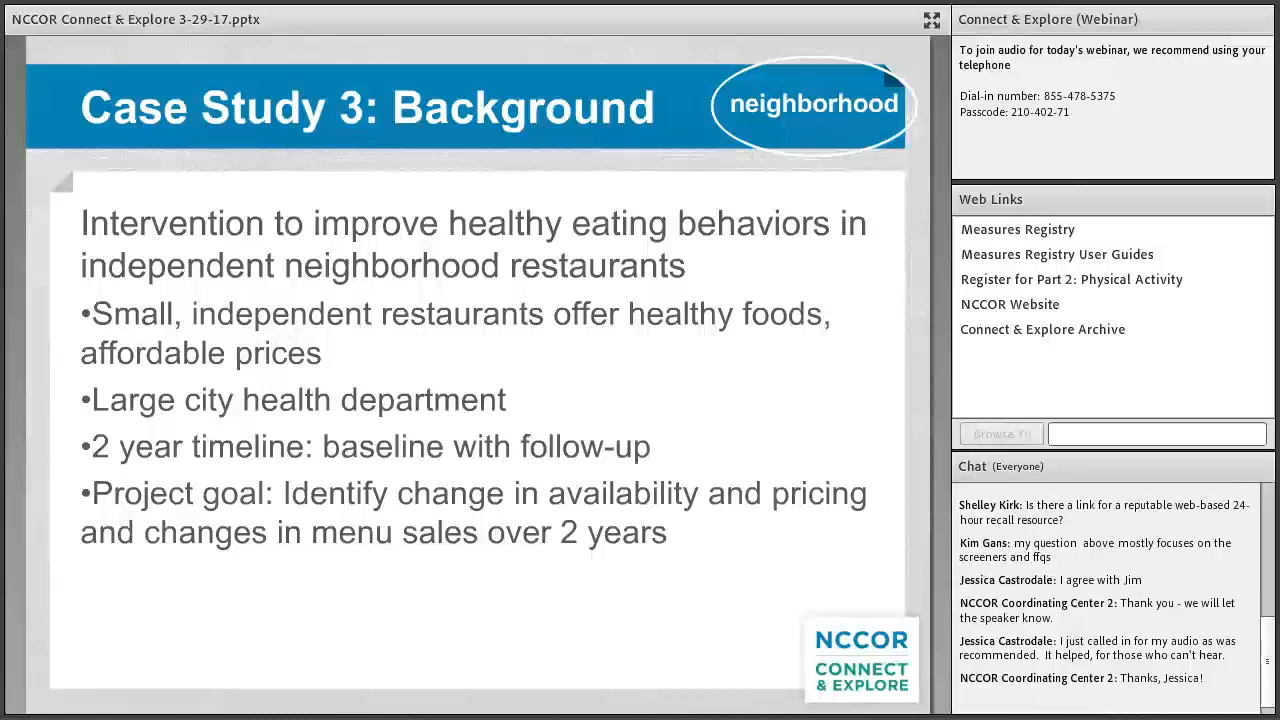 NCCOR Connect & Explore 3-29-17.pptx
Case Study 3: Background
neighborhood
Intervention to improve healthy eating behaviors in
independent neighborhood restaurants
•Small, independent restaurants offer healthy foods,
affordable prices
•Large city health department
•2 year timeline: baseline with follow-up
•Project goal: Identify change in availability and pricing
and changes in menu sales over 2 years
NCCOR
CONNECT
& EXPLORE
Connect & Explore (Webinar)
To join audio for today's webinar, we recommend using your
telephone
Dial-in number: 855-478-5375
Passcode: 210-402-71
Web Links
Measures Registry
Measures Registry User Guides
Register for Part 2: Physical Activity
NCCOR Website
Connect & Explore Archive
Browse To
Chat (Everyone)
Shelley Kirk: Is there a link for a reputable web-based 24-
hour recall resource?
Kim Gans: my question above mostly focuses on the
screeners and ffqs
Jessica Castrodale: I agree with Jim
NCCOR Coordinating Center 2: Thank you - we will let
the speaker know.
Jessica Castrodale: I just called in for my audio as was
recommended. It helped, for those who can't hear.
NCCOR Coordinating Center 2: Thanks, Jessica!